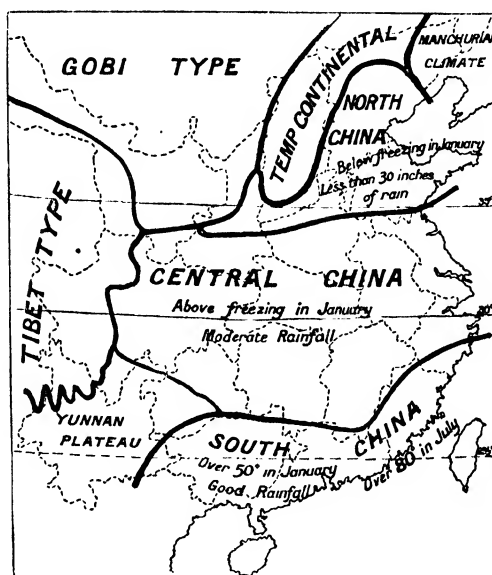 GOBI TYPE
TEMP CONTINENTAL
MANCHURIAN
CLIMATE
NORTH
CHINA
Below freezing in January
Less than 30 inches
of rain
TIBET TYPE
CENTRAL CHINA
Above freezing in January
Moderate Rainfall
YUNNAN
PLATEAU
SOUTH CHINA
Over 50° in January
Over 80° in July
Good Rainfall